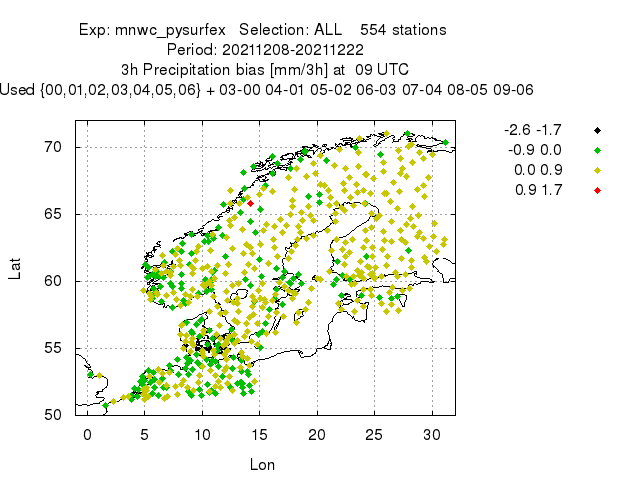 Exp: mnwc_pysurfex   Selection: ALL    554 stations
Period: 20211208-20211222
3h Precipitation bias [mm/3h] at  09 UTC
Used {00,01,02,03,04,05,06} + 03-00 04-01 05-02 06-03 07-04 08-05 09-06
-2.6 -1.7
-0.9 0.0
0.0 0.9
0.9 1.7
70
65
60
55
50
Lat
0 5 10 15 20 25 30
Lon